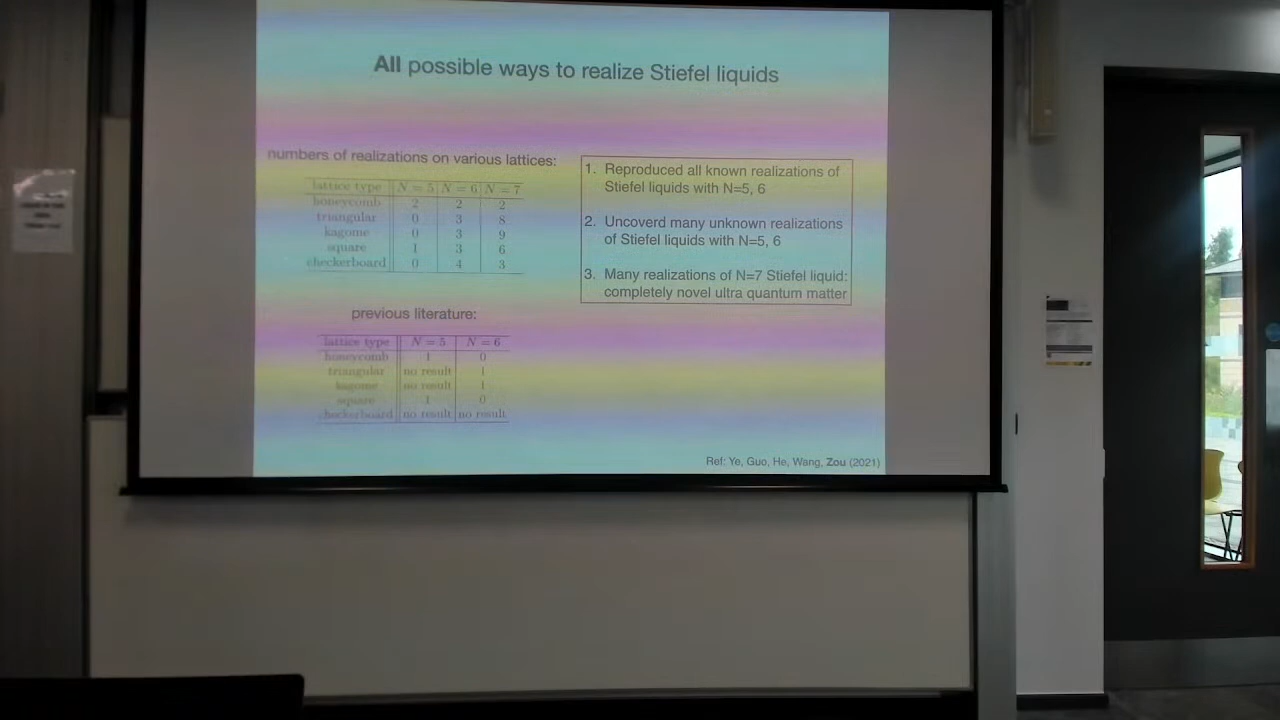 All possible ways to realize Stiefel liquids
numbers of realizations on various lattices:
lattice type N = 5 N = 6 N = 7
honeycomb 2 2 2
triangular 0 3 8
kagome 0 3 9
square 1 3 6
checkerboard 0 4 3
previous literature:
lattice type N = 5 N = 6
honeycomb 1 0
triangular no result 1
kagome no result 1
square 1 0
checkerboard no result no result
1. Reproduced all known realizations of
Stiefel liquids with N=5, 6
2. Uncoverd many unknown realizations
of Stiefel liquids with N=5, 6
3. Many realizations of N=7 Stiefel liquid:
completely novel ultra quantum matter
Ref: Ye, Guo, He, Wang, Zou (2021)